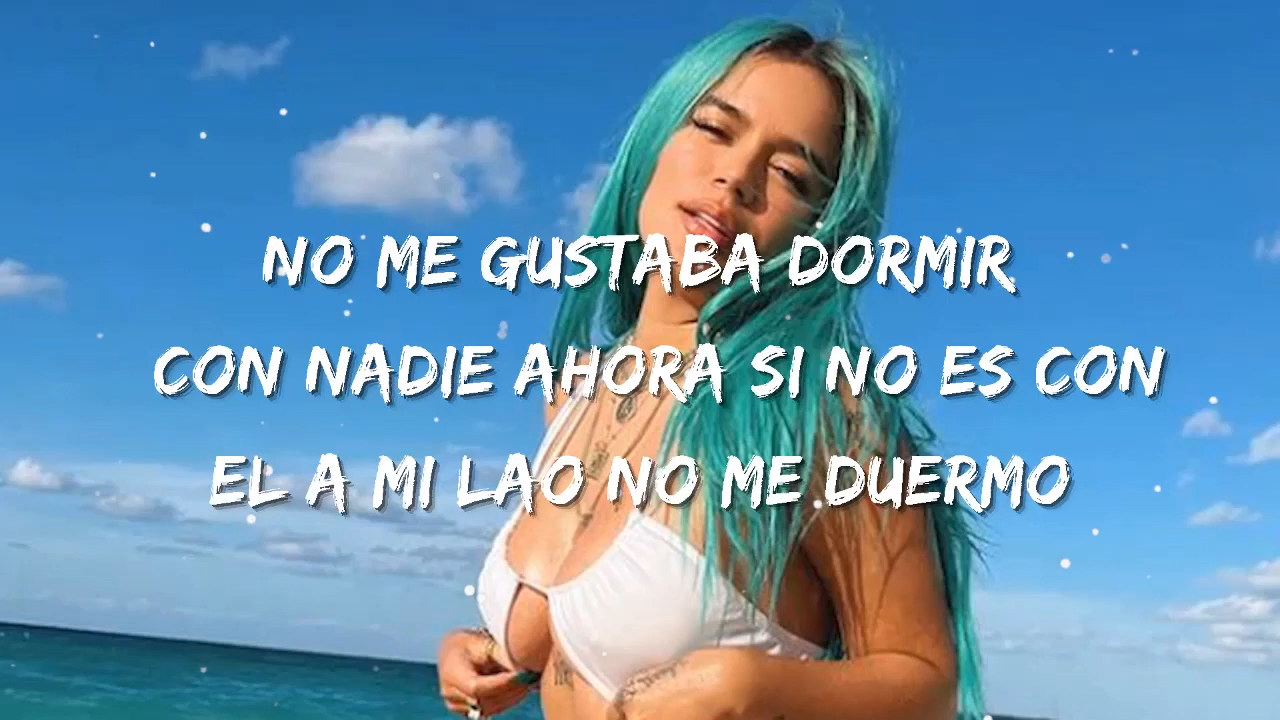 NO ME GUSTABA DORMIR
CON NADIE AHORA SI NO ES CON
EL A MI LAO NO ME DUERMO